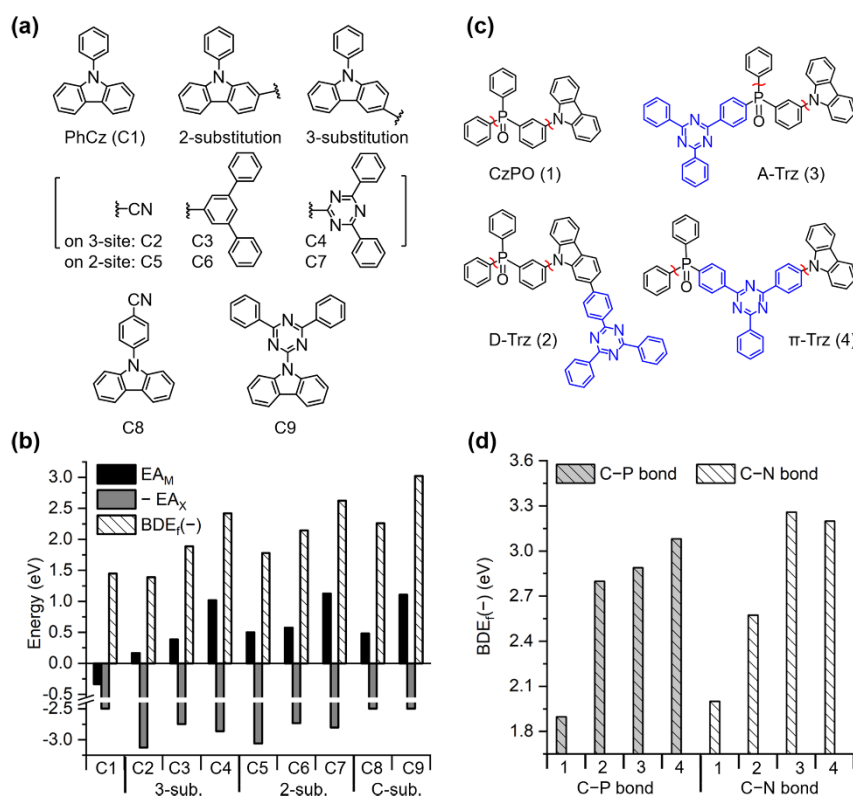 (a)
N
N
N
PhCz (C1)
2-substitution
3-substitution
CN
N
N
N
on 3-site: C2
C3
C4
on 2-site: C5
C6
C7
CN
N
N
N
N
N
C8
C9
(b)
EA_M
− EA_X
BDE_f(−)
Energy (eV)
3.0
2.5
2.0
1.5
1.0
0.5
0.0
-0.5
-2.5
-3.0
C1 C2 C3 C4 C5 C6 C7 C8 C9
3-sub. 2-sub. C-sub.
(c)
P
O
N
CzPO (1)
N
N
N
P
O
N
A-Trz (3)
P
O
N
N
N
N
D-Trz (2)
P
O
N
N
N
N
π-Trz (4)
(d)
C−P bond
C−N bond
BDE_f(−) (eV)
3.6
3.3
3.0
2.7
2.4
2.1
1.8
1 2 3 4 1 2 3 4
C−P bond C−N bond